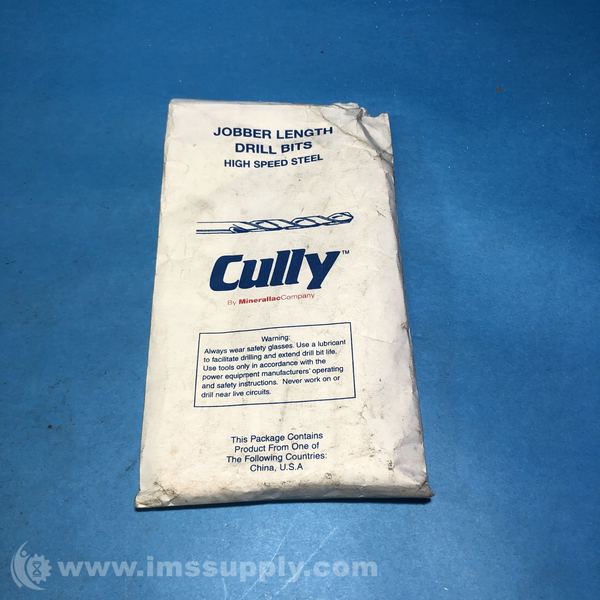 JOBBER LENGTH
DRILL BITS
HIGH SPEED STEEL
Cully™
By MinerallacCompany
Warning:
Always wear safety glasses. Use a lubricant
to facilitate drilling and extend drill bit life.
Use tools only in accordance with the
power equipment manufacturers' operating
and safety instructions. Never work on or
drill near live circuits.
This Package Contains
Product From One of
The Following Countries:
China, U.S.A
www.imssupply.com